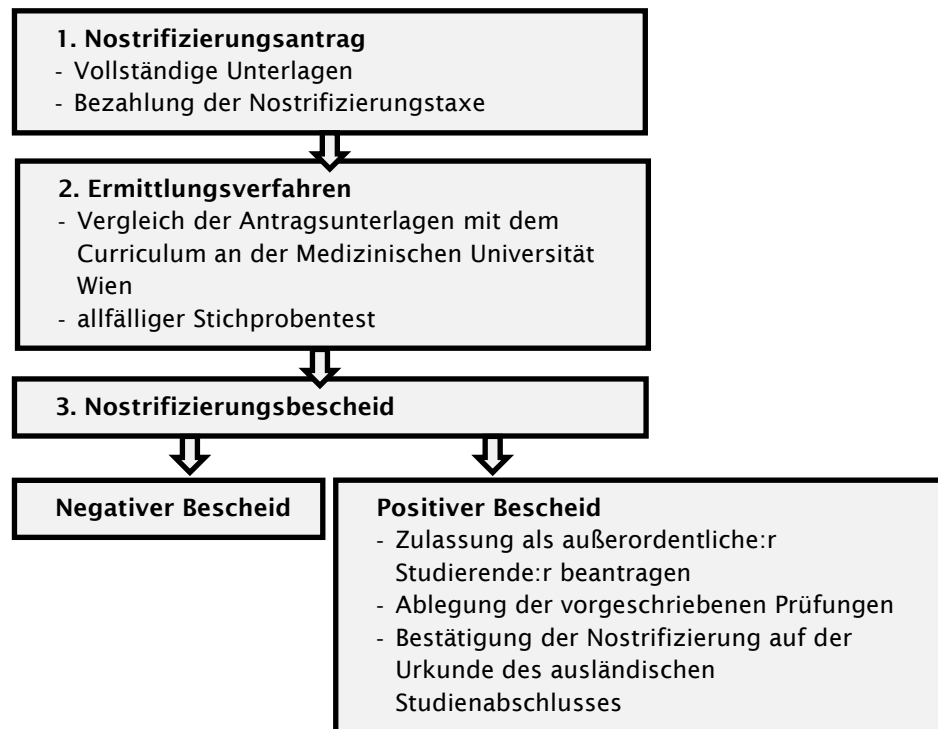 1. Nostrifizierungsantrag
- Vollständige Unterlagen
- Bezahlung der Nostrifizierungstaxe
2. Ermittlungsverfahren
- Vergleich der Antragsunterlagen mit dem
Curriculum an der Medizinischen Universität
Wien
- allfälliger Stichprobentest
3. Nostrifizierungsbescheid
Negativer Bescheid
Positiver Bescheid
- Zulassung als außerordentliche:r
Studierende:r beantragen
- Ablegung der vorgeschriebenen Prüfungen
- Bestätigung der Nostrifizierung auf der
Urkunde des ausländischen
Studienabschlusses